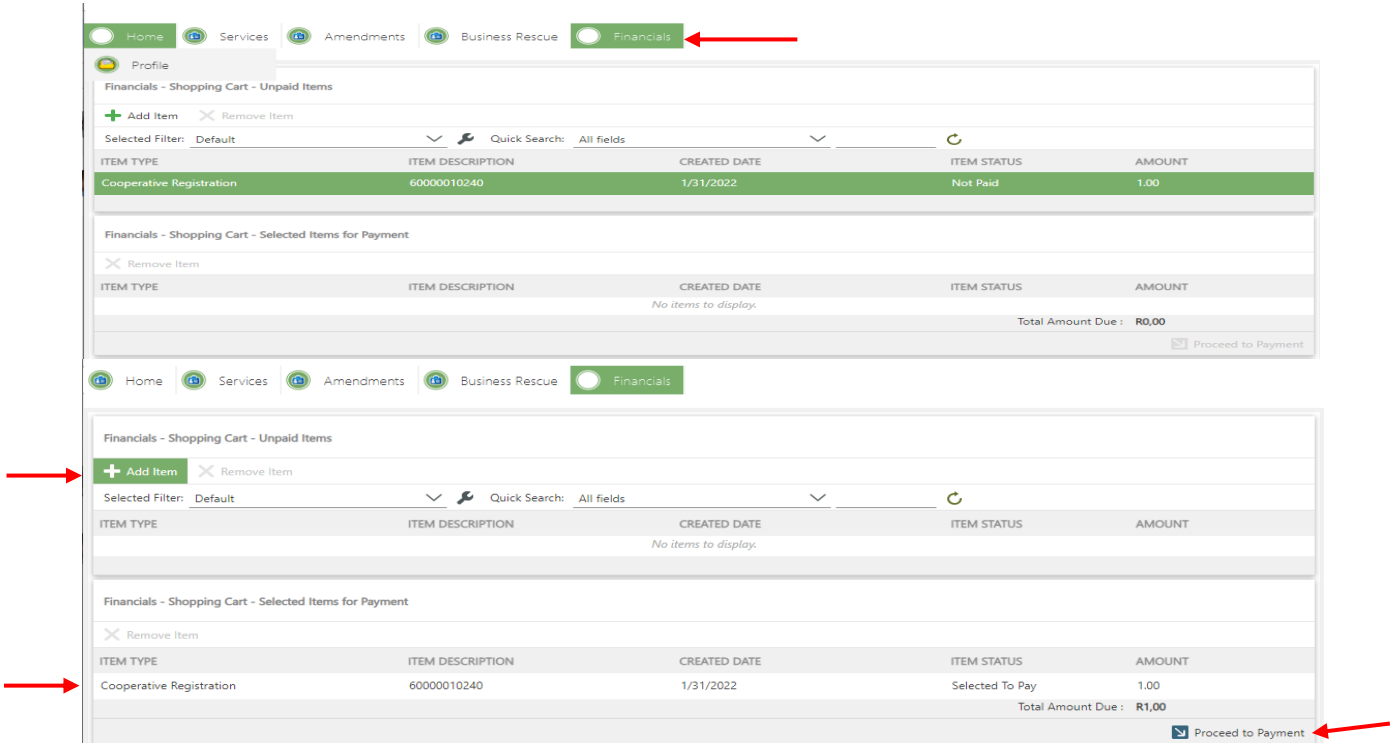 Home Services Amendments Business Rescue Financials
Profile
Financials - Shopping Cart - Unpaid Items
Add Item Remove Item
Selected Filter: Default Quick Search: All fields
ITEM TYPE ITEM DESCRIPTION CREATED DATE ITEM STATUS AMOUNT
Cooperative Registration 60000010240 1/31/2022 Not Paid 1.00
Financials - Shopping Cart - Selected Items for Payment
Remove Item
ITEM TYPE ITEM DESCRIPTION CREATED DATE ITEM STATUS AMOUNT
No items to display.
Total Amount Due : R0,00
Proceed to Payment
Home Services Amendments Business Rescue Financials
Financials - Shopping Cart - Unpaid Items
Add Item Remove Item
Selected Filter: Default Quick Search: All fields
ITEM TYPE ITEM DESCRIPTION CREATED DATE ITEM STATUS AMOUNT
No items to display.
Financials - Shopping Cart - Selected Items for Payment
Remove Item
ITEM TYPE ITEM DESCRIPTION CREATED DATE ITEM STATUS AMOUNT
Cooperative Registration 60000010240 1/31/2022 Selected To Pay 1.00
Total Amount Due : R1,00
Proceed to Payment